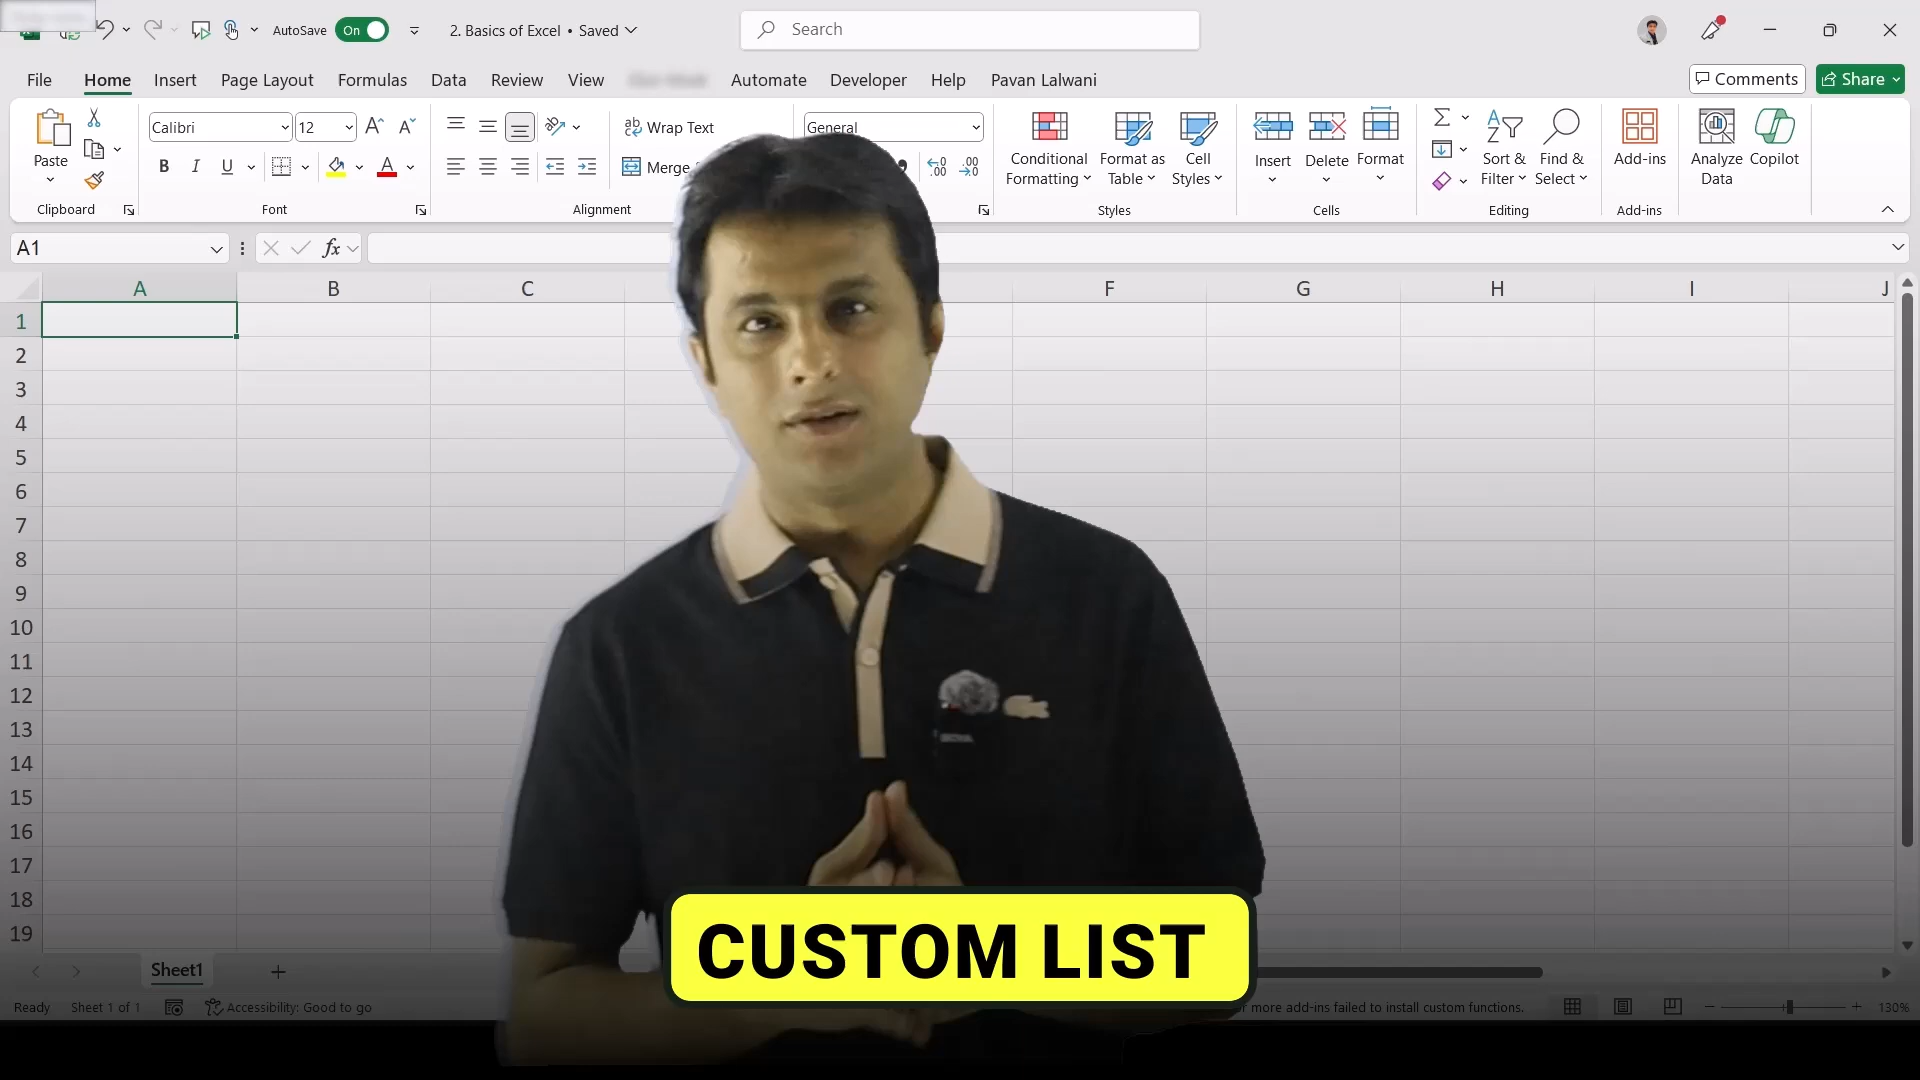 AutoSave On 2. Basics of Excel • Saved Search
File Home Insert Page Layout Formulas Data Review View Automate Developer Help Pavan Lalwani Comments Share
Paste Calibri 12 Wrap Text General Conditional Formatting Format as Table Cell Styles Insert Delete Format Sort & Filter Find & Select Add-ins Analyze Data Copilot
B I U Merge
Clipboard Font Alignment Styles Cells Editing Add-ins
A1 fx
A B C F G H I J
1
2
3
4
5
6
7
8
9
10
11
12
13
14
15
16
17
18
19
CUSTOM LIST
Sheet1
Ready Sheet 1 of 1 Accessibility: Good to go more add-ins failed to install custom functions. 130%